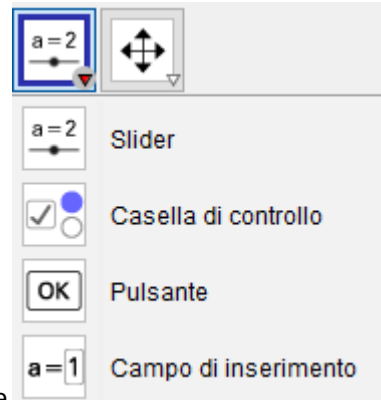 a = 2
a = 2 Slider
Casella di controllo
OK Pulsante
a = 1 Campo di inserimento
e